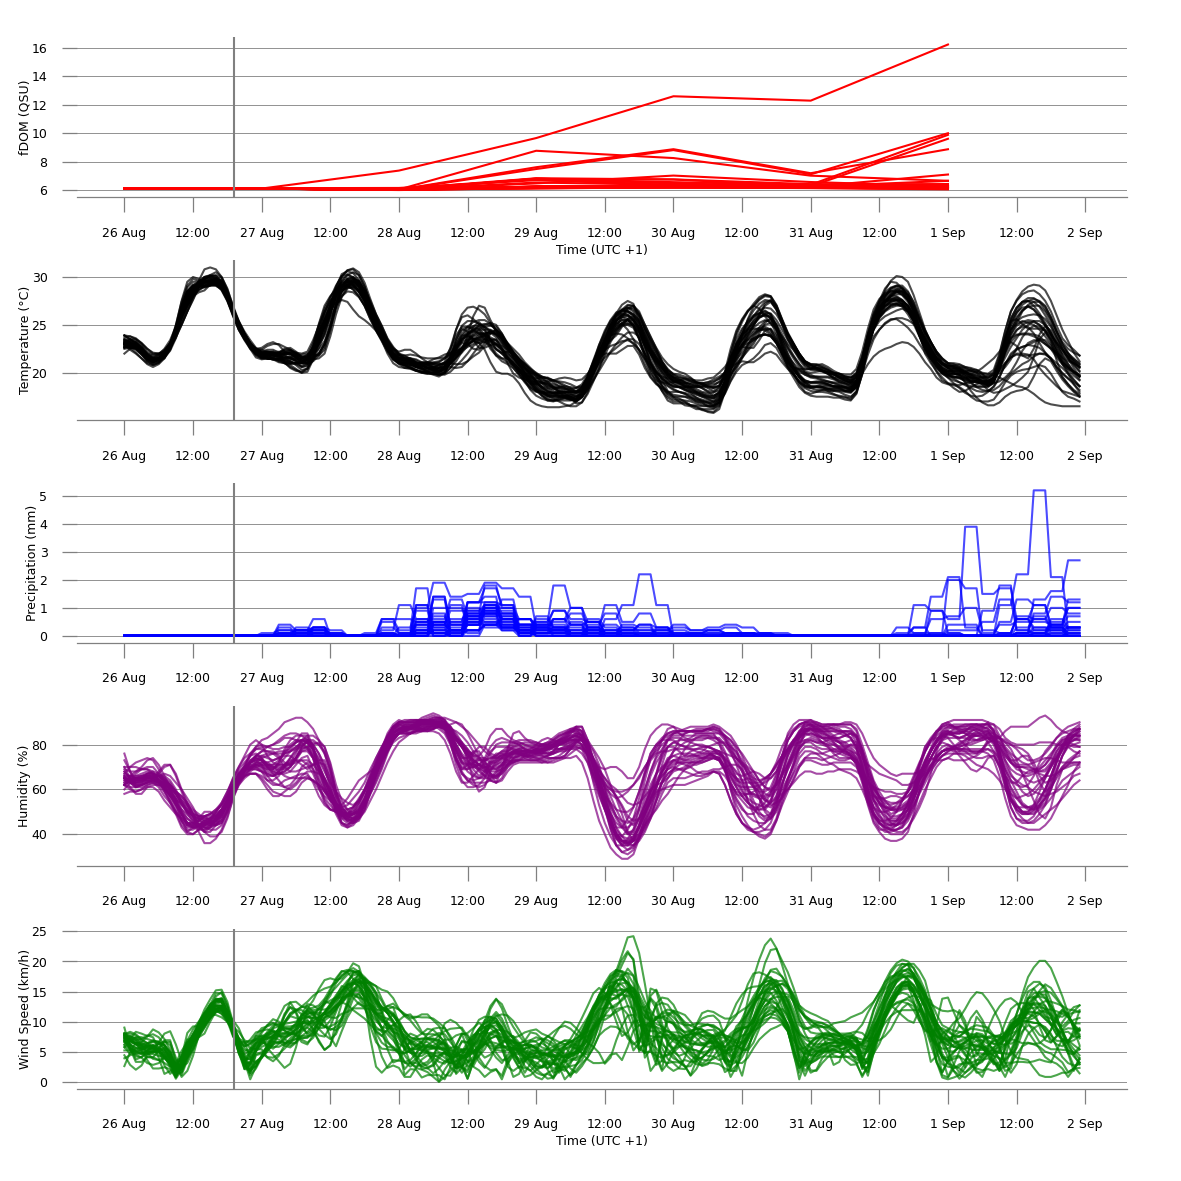 fDOM (QSU)
16
14
12
10
8
6
26 Aug 12:00 27 Aug 12:00 28 Aug 12:00 29 Aug 12:00 30 Aug 12:00 31 Aug 12:00 1 Sep 12:00 2 Sep
Time (UTC +1)
Temperature (°C)
30
25
20
26 Aug 12:00 27 Aug 12:00 28 Aug 12:00 29 Aug 12:00 30 Aug 12:00 31 Aug 12:00 1 Sep 12:00 2 Sep
Precipitation (mm)
5
4
3
2
1
0
26 Aug 12:00 27 Aug 12:00 28 Aug 12:00 29 Aug 12:00 30 Aug 12:00 31 Aug 12:00 1 Sep 12:00 2 Sep
Humidity (%)
80
60
40
26 Aug 12:00 27 Aug 12:00 28 Aug 12:00 29 Aug 12:00 30 Aug 12:00 31 Aug 12:00 1 Sep 12:00 2 Sep
Wind Speed (km/h)
25
20
15
10
5
0
26 Aug 12:00 27 Aug 12:00 28 Aug 12:00 29 Aug 12:00 30 Aug 12:00 31 Aug 12:00 1 Sep 12:00 2 Sep
Time (UTC +1)